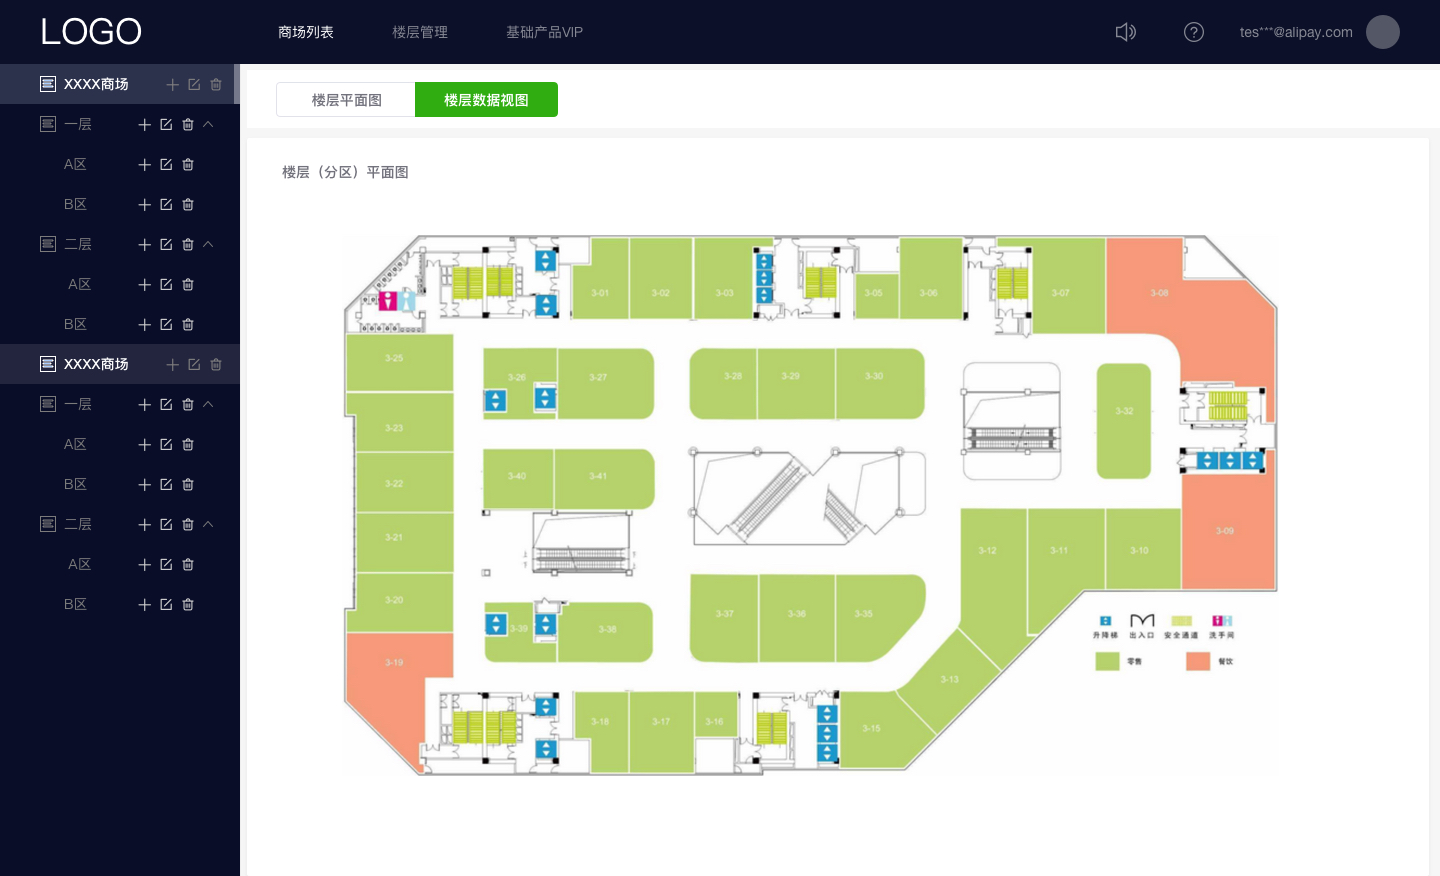 LOGO
商场列表
楼层管理
基础产品VIP
tes***@alipay.com
XXXX商场
一层
A区
B区
二层
A区
B区
XXXX商场
一层
A区
B区
二层
A区
B区
楼层平面图
楼层数据视图
楼层（分区）平面图
3-01
3-02
3-03
3-05
3-06
3-07
3-08
3-25
3-26
3-27
3-28
3-29
3-30
3-32
3-23
3-22
3-40
3-41
3-21
3-12
3-11
3-10
3-09
3-20
3-39
3-38
3-37
3-36
3-35
升降梯
出入口
安全通道
洗手间
零售
餐饮
3-19
3-13
3-18
3-17
3-16
3-15